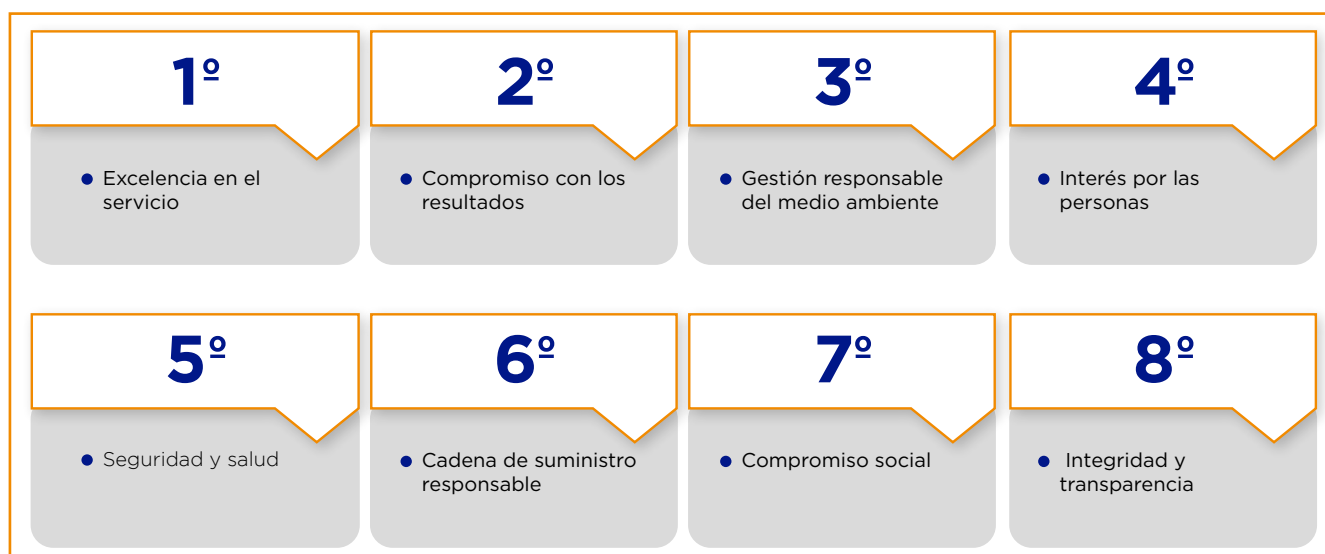 1º
● Excelencia en el
servicio
2º
● Compromiso con los
resultados
3º
● Gestión responsable
del medio ambiente
4º
● Interés por las
personas
5º
● Seguridad y salud
6º
● Cadena de suministro
responsable
7º
● Compromiso social
8º
● Integridad y
transparencia